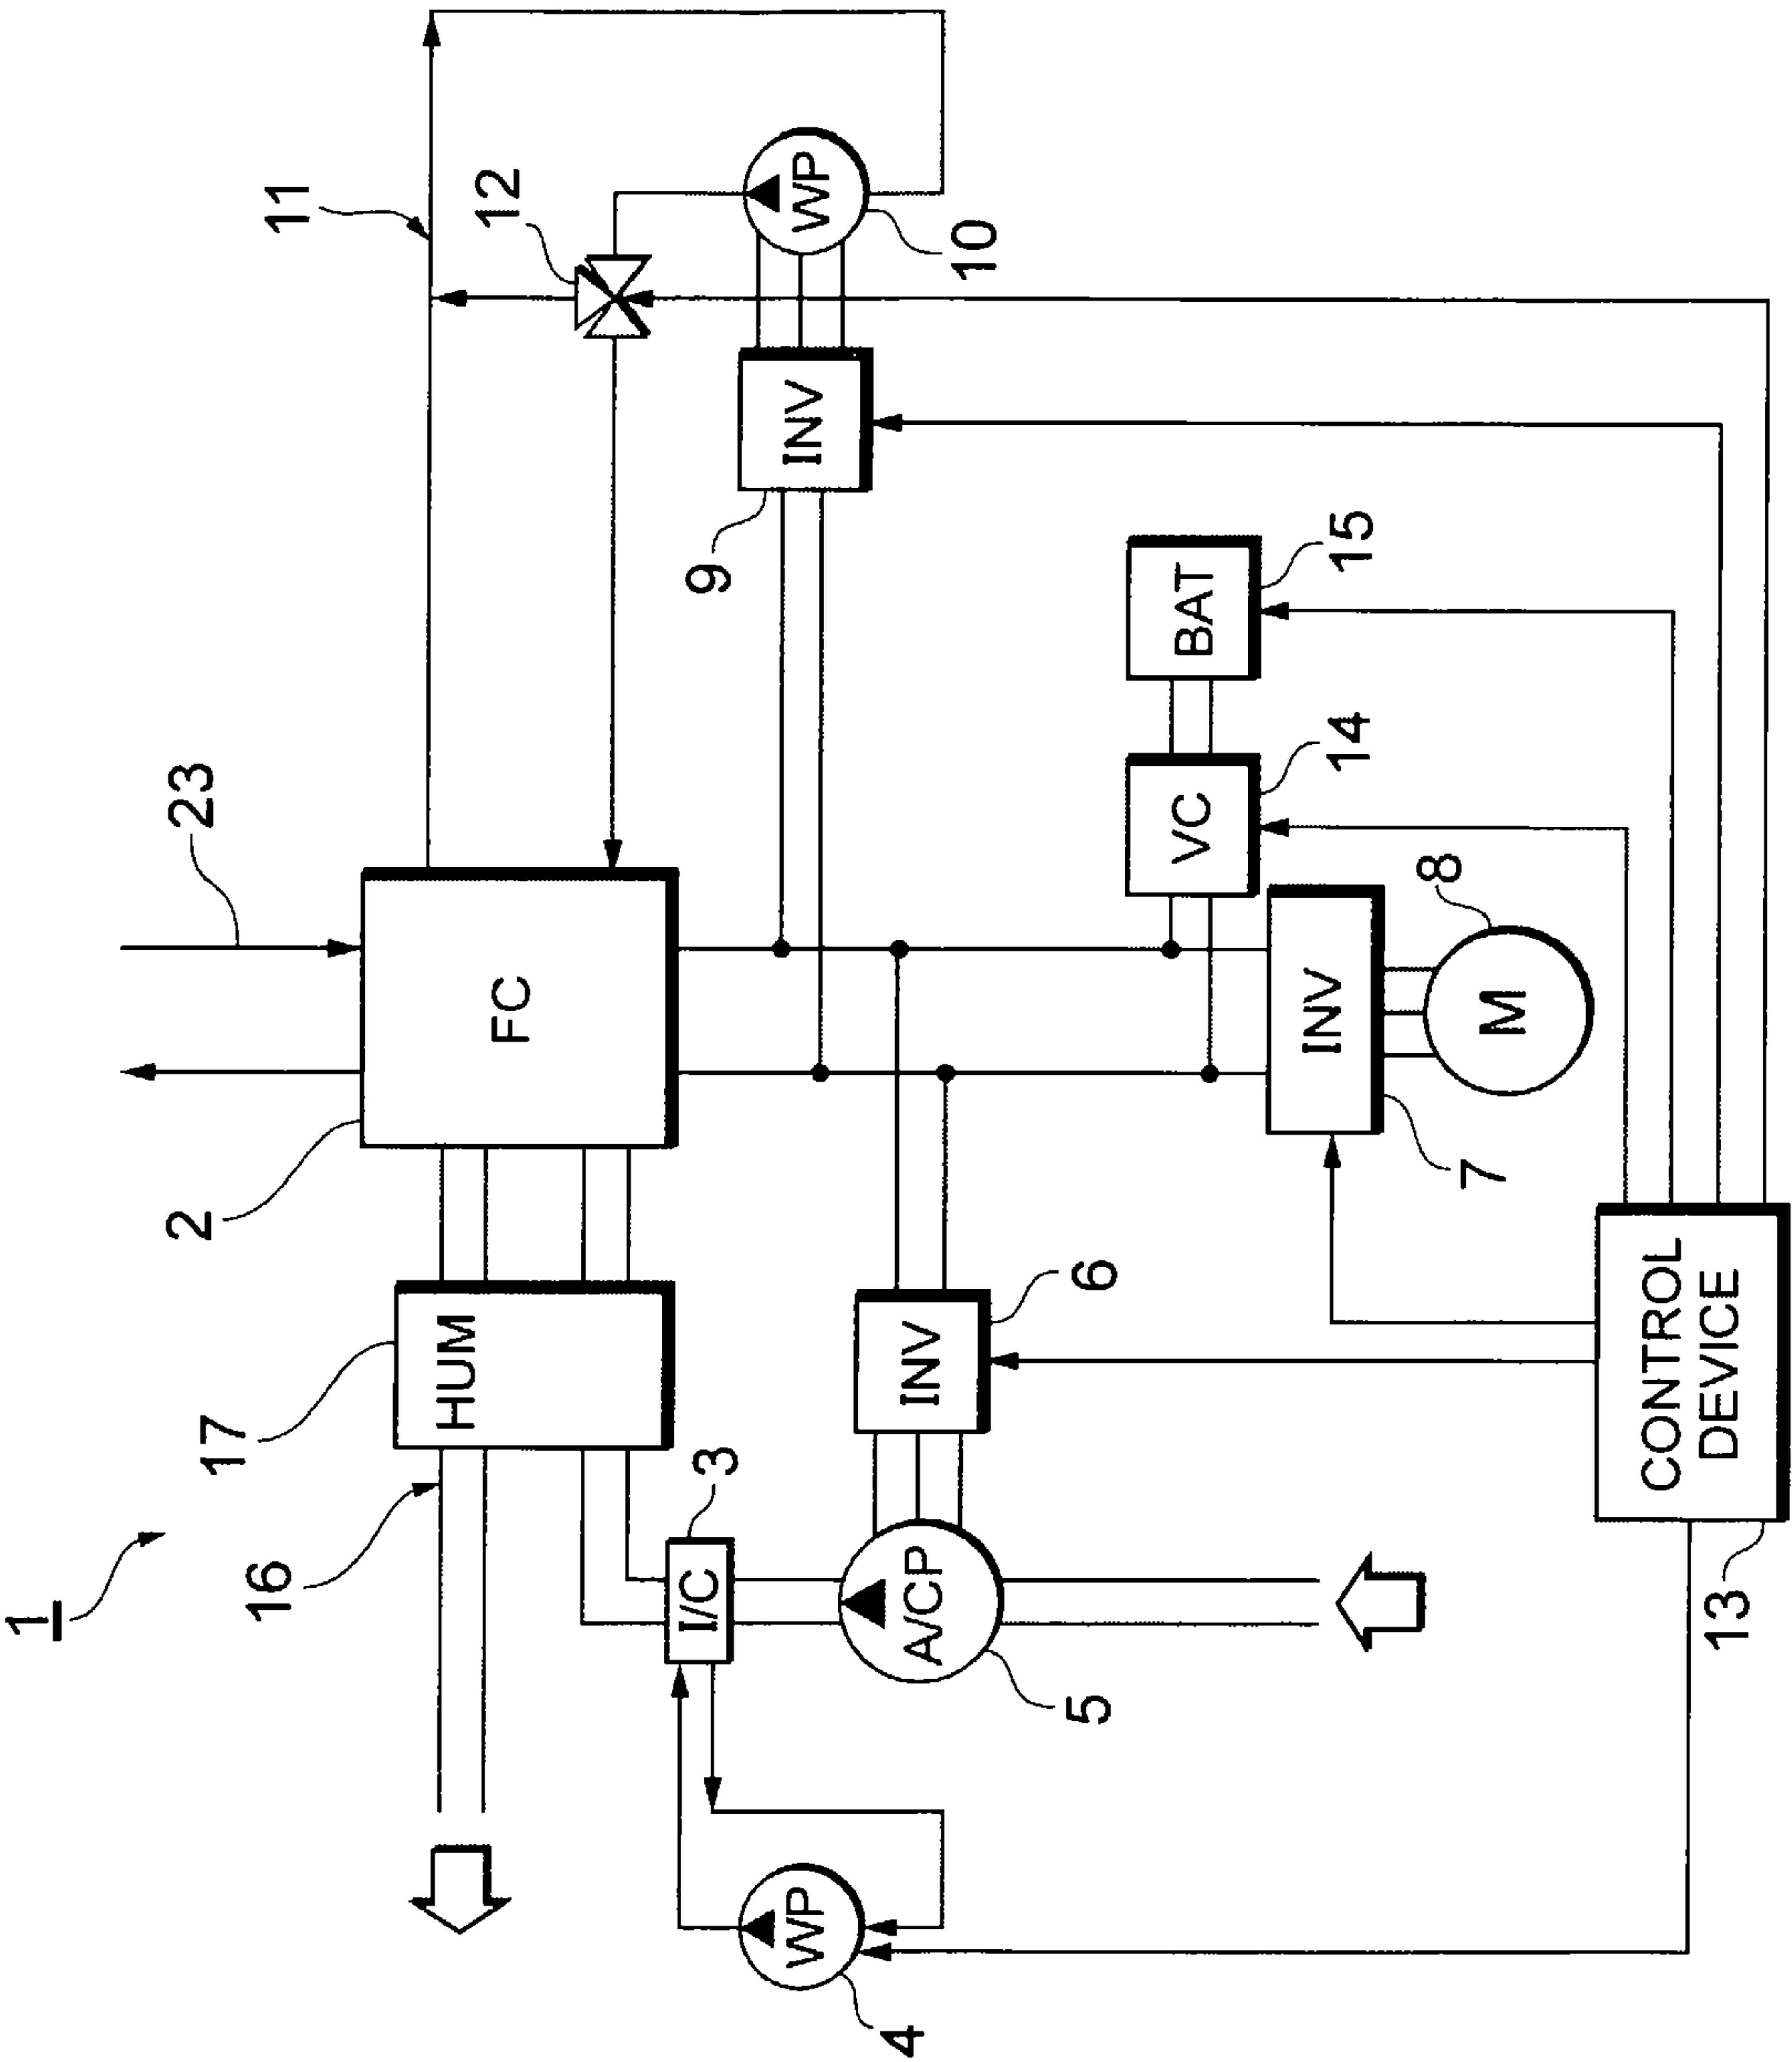 1
17
2
23
16
11
HUM
FC
12
I/C
3
9
WP
INV
WP
4
A/CP
INV
10
5
6
VC
BAT
INV
14
15
8
7
M
CONTROL
DEVICE
13